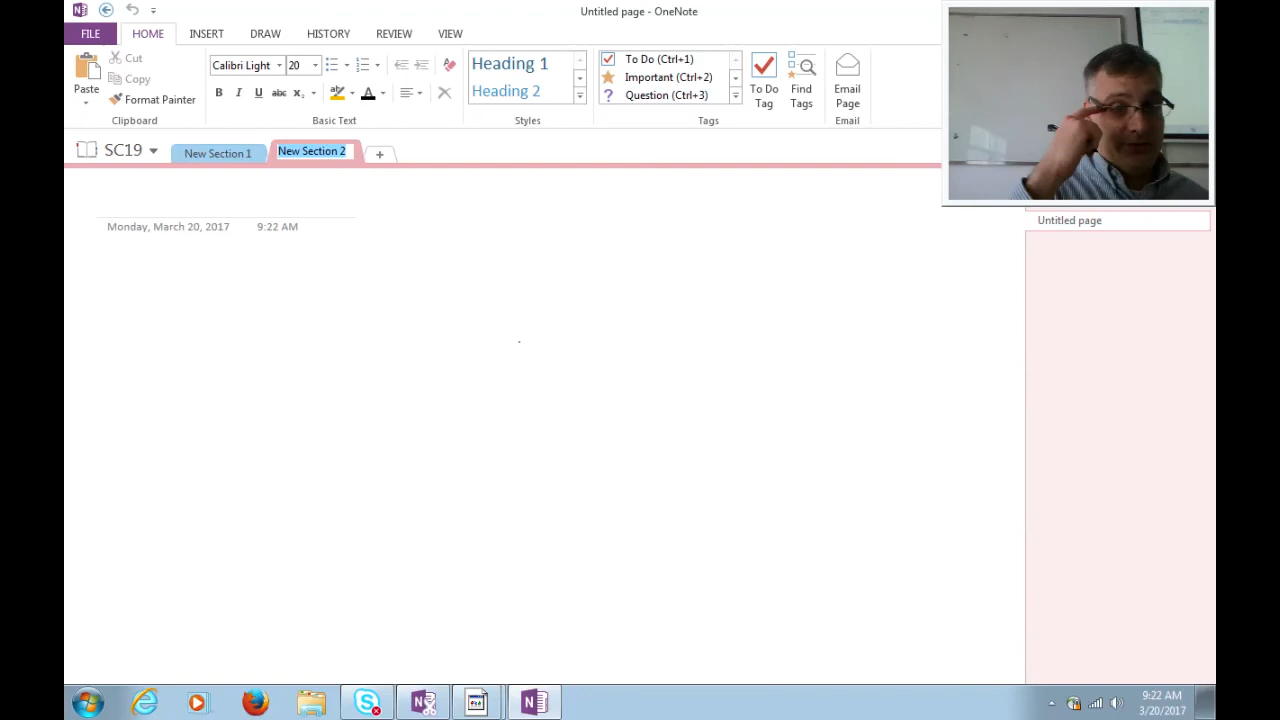 Untitled page - OneNote
FILE HOME INSERT DRAW HISTORY REVIEW VIEW
Paste
Cut
Copy
Format Painter
Clipboard
Calibri Light 20
B I U abc x₂ A
Basic Text
Heading 1
Heading 2
Styles
To Do (Ctrl+1)
Important (Ctrl+2)
? Question (Ctrl+3)
Tags
To Do
Tag
Find
Tags
Email
Page
Email
SC19 New Section 1 New Section 2 +
Untitled page
Monday, March 20, 2017 9:22 AM
9:22 AM
3/20/2017